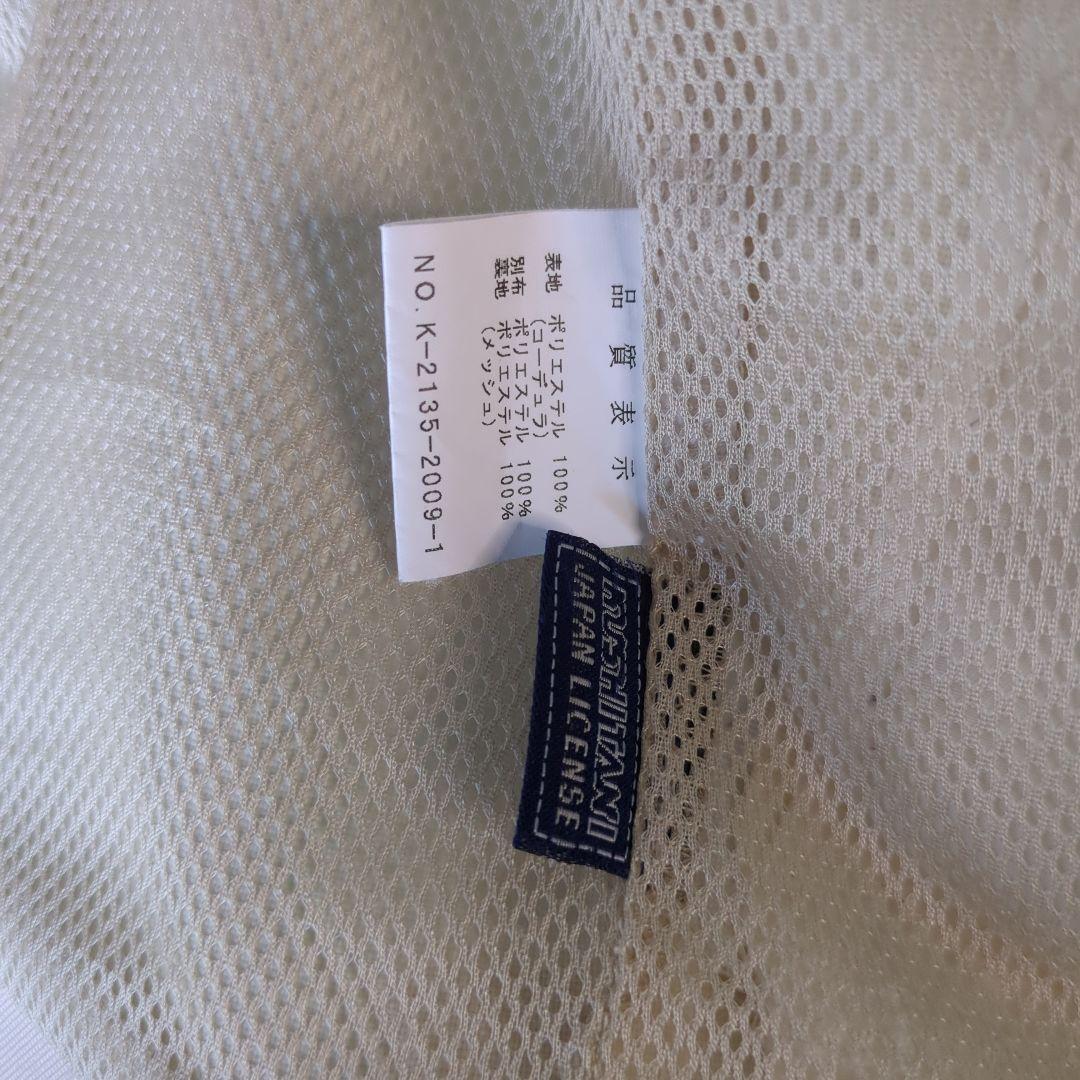 品質表示
表地 ポリエステル 100%
(コーデュラ)
別布 ポリエステル 100%
裏地 ポリエステル 100%
(メッシュ)
NO. K-2135-2009-1
KUSHITANI
JAPAN LICENSE